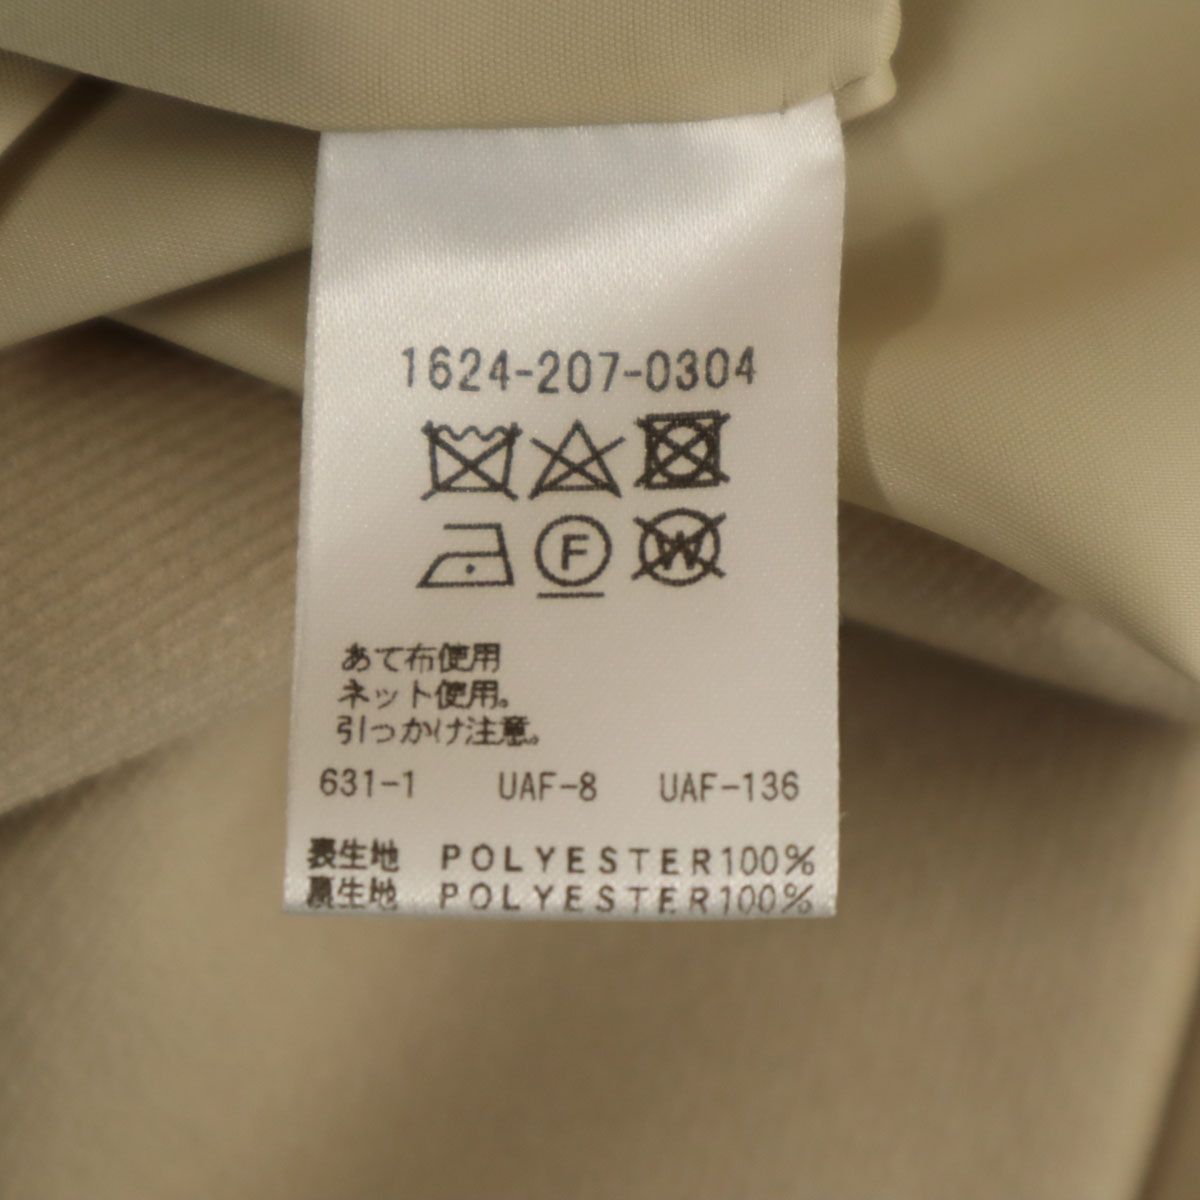 1624-207-0304
F W
あて布使用
ネット使用。
引っかけ注意。
631-1 UAF-8 UAF-136
表生地 POLYESTER100%
裏生地 POLYESTER100%